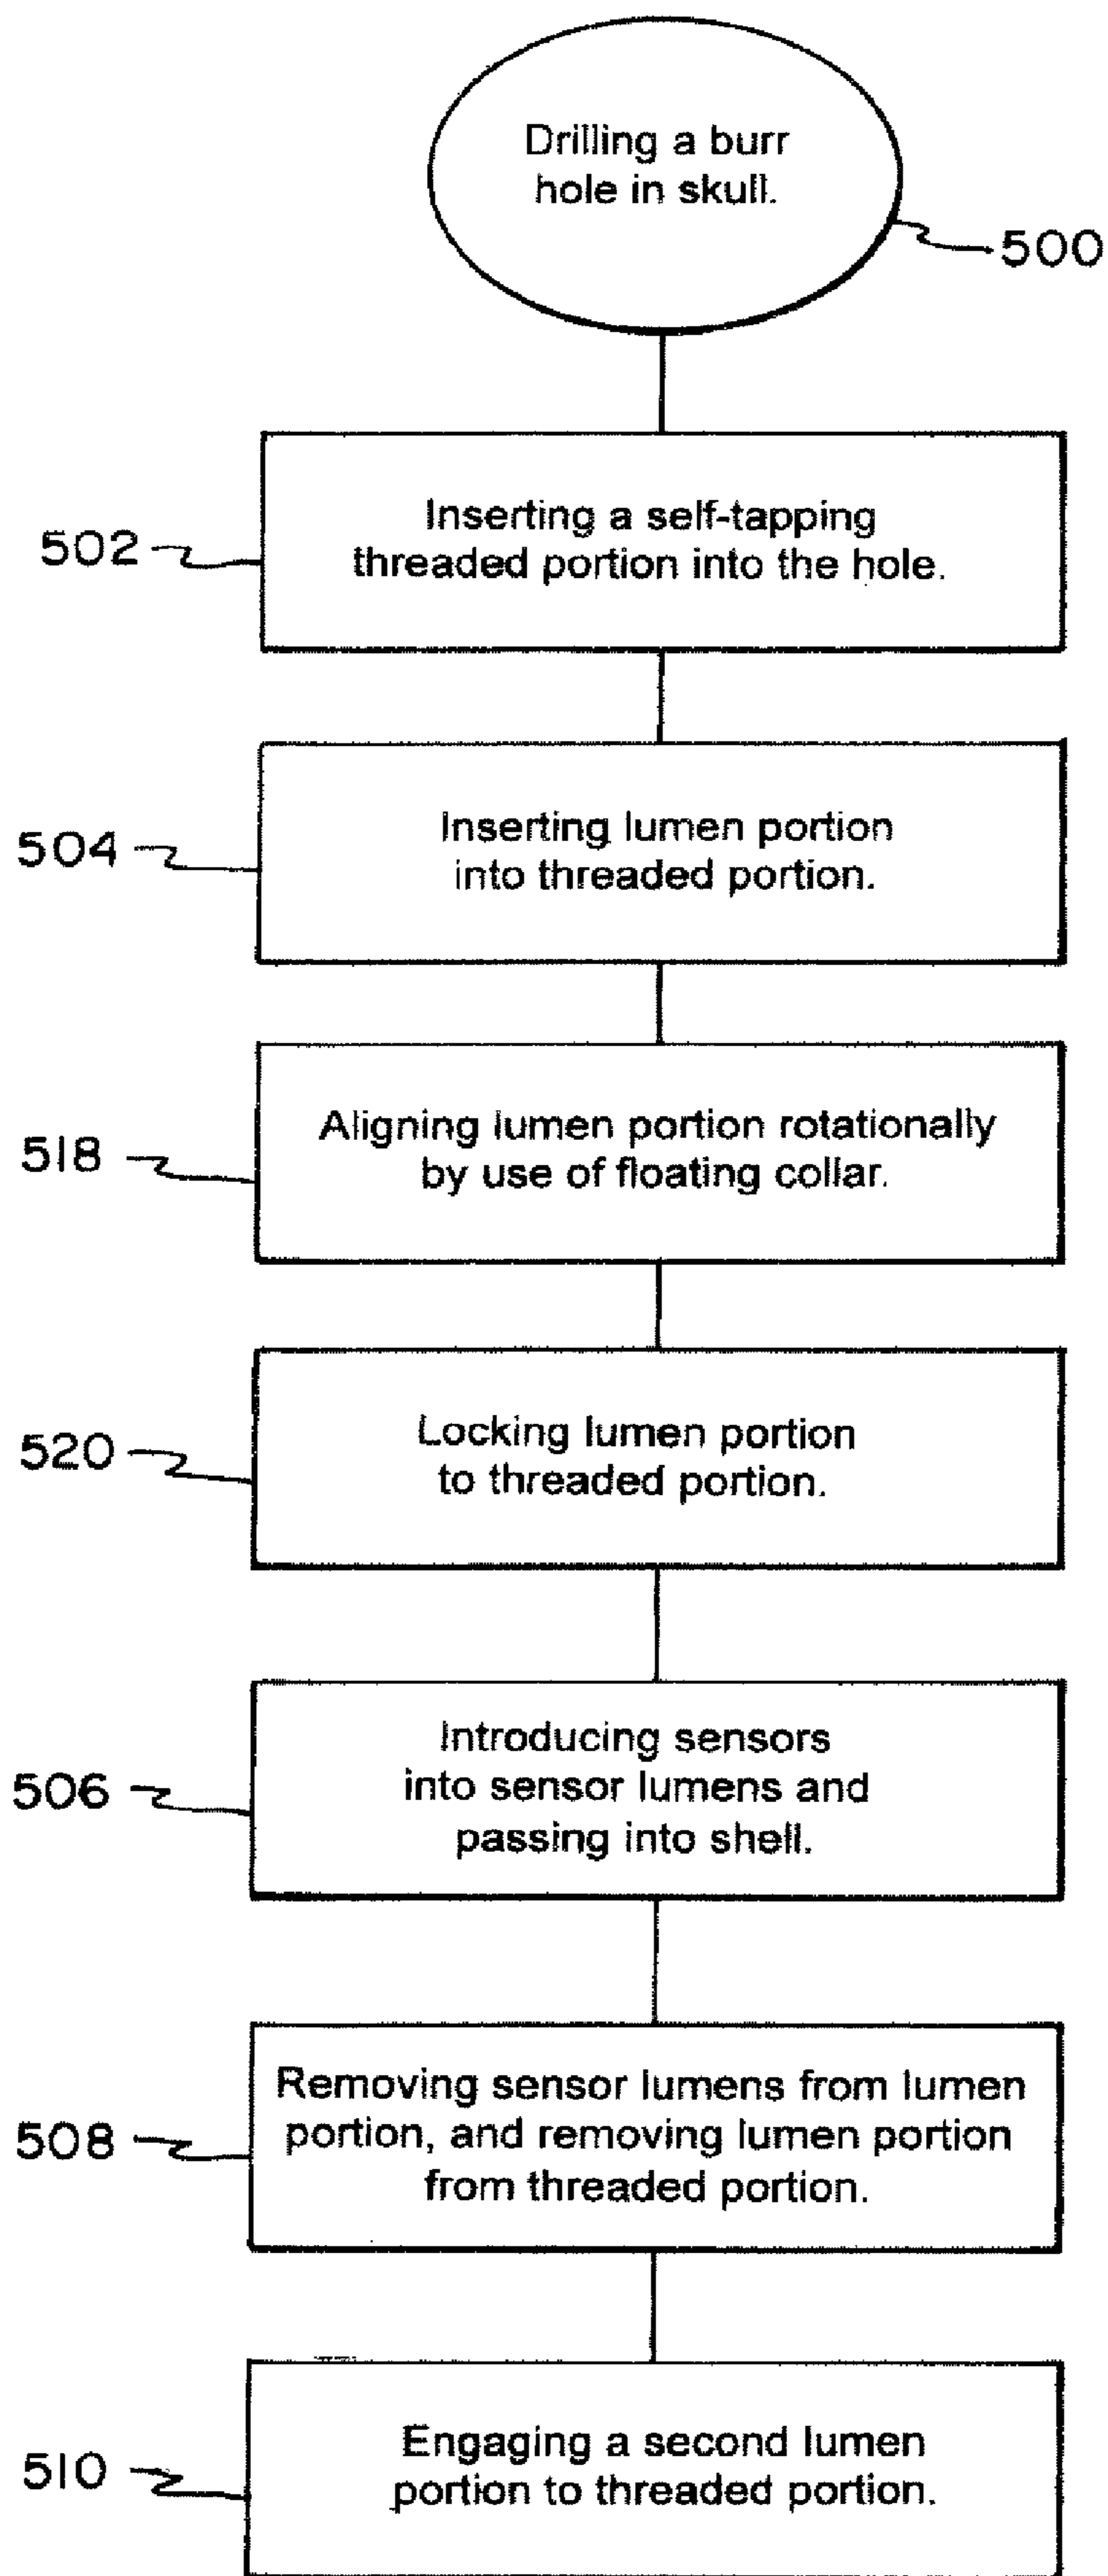 Drilling a burr
hole in skull.
500
Inserting a self-tapping
threaded portion into the hole.
502
Inserting lumen portion
into threaded portion.
504
Aligning lumen portion rotationally
by use of floating collar.
518
Locking lumen portion
to threaded portion.
520
Introducing sensors
into sensor lumens and
passing into shell.
506
Removing sensor lumens from lumen
portion, and removing lumen portion
from threaded portion.
508
Engaging a second lumen
portion to threaded portion.
510